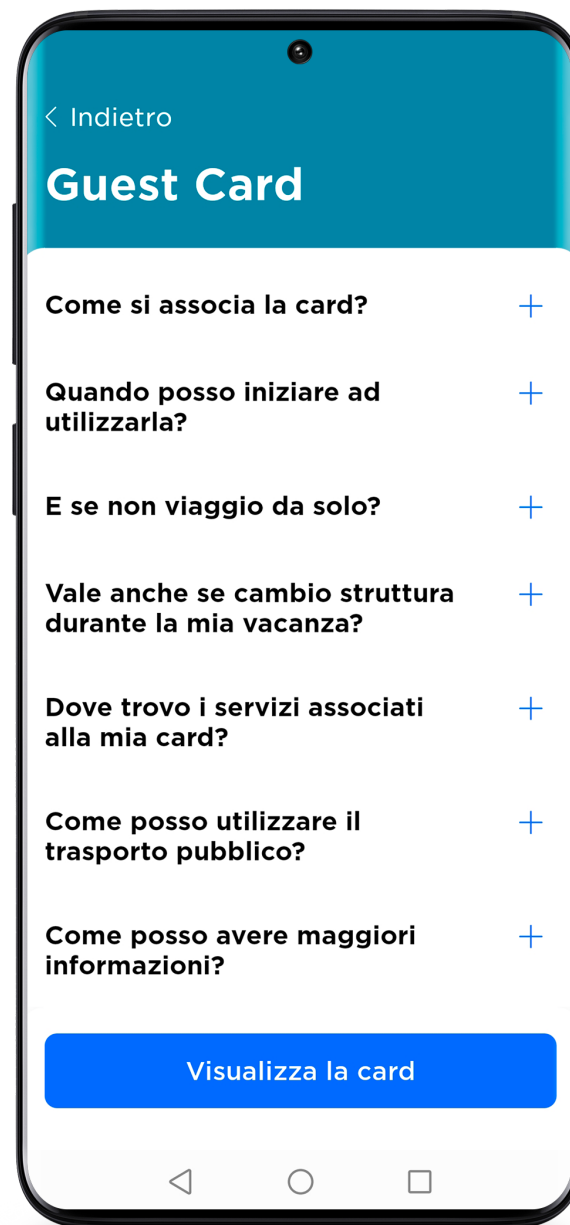 Indietro
Guest Card
Come si associa la card?
Quando posso iniziare ad
utilizzarla?
E se non viaggio da solo?
Vale anche se cambio struttura
durante la mia vacanza?
Dove trovo i servizi associati
alla mia card?
Come posso utilizzare il
trasporto pubblico?
Come posso avere maggiori
informazioni?
Visualizza la card